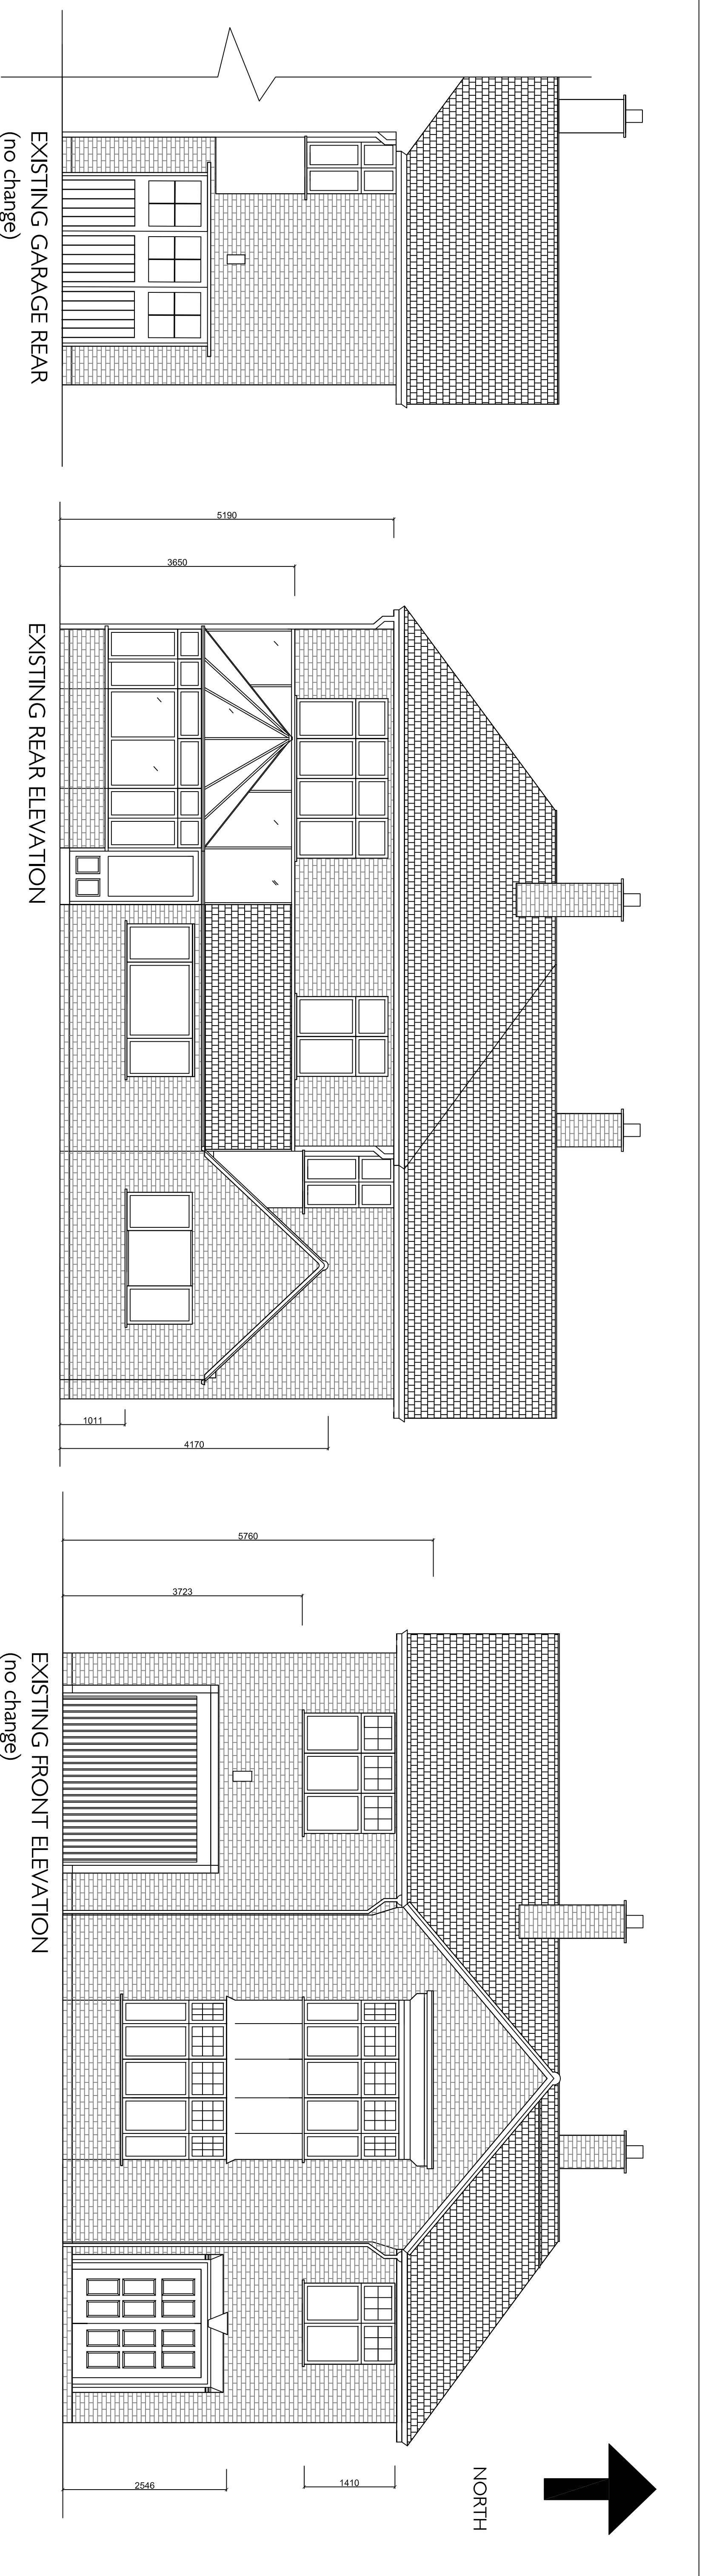 EXISTING GARAGE REAR
(no change)
5190
3650
EXISTING REAR ELEVATION
1011
4170
5760
3723
EXISTING FRONT ELEVATION
(no change)
2546
1410
NORTH